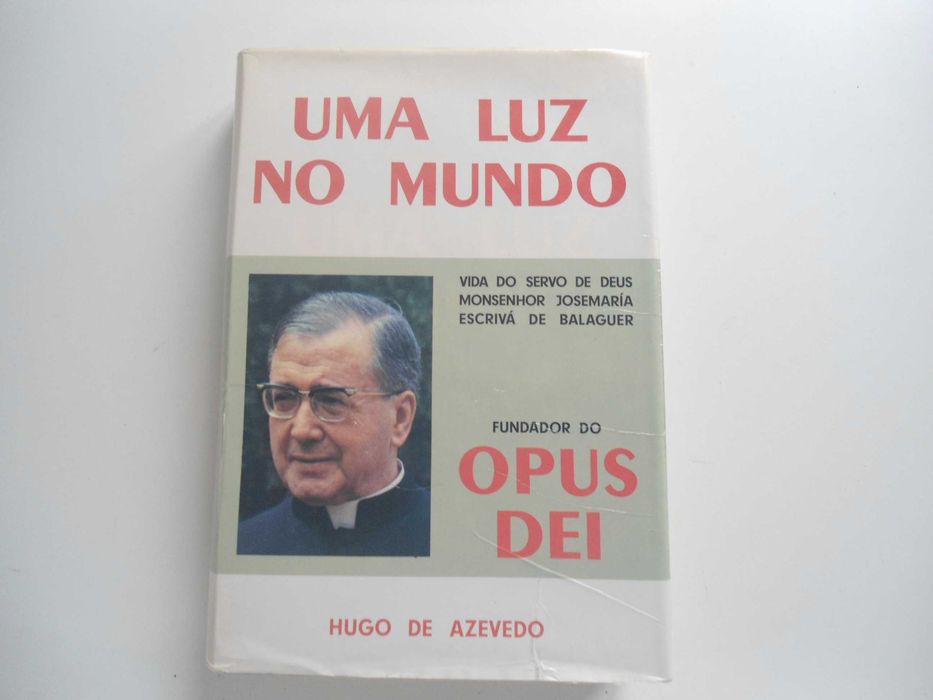 UMA LUZ
NO MUNDO
VIDA DO SERVO DE DEUS
MONSENHOR JOSEMARÍA
ESCRIVÁ DE BALAGUER
FUNDADOR DO
OPUS
DEI
HUGO DE AZEVEDO